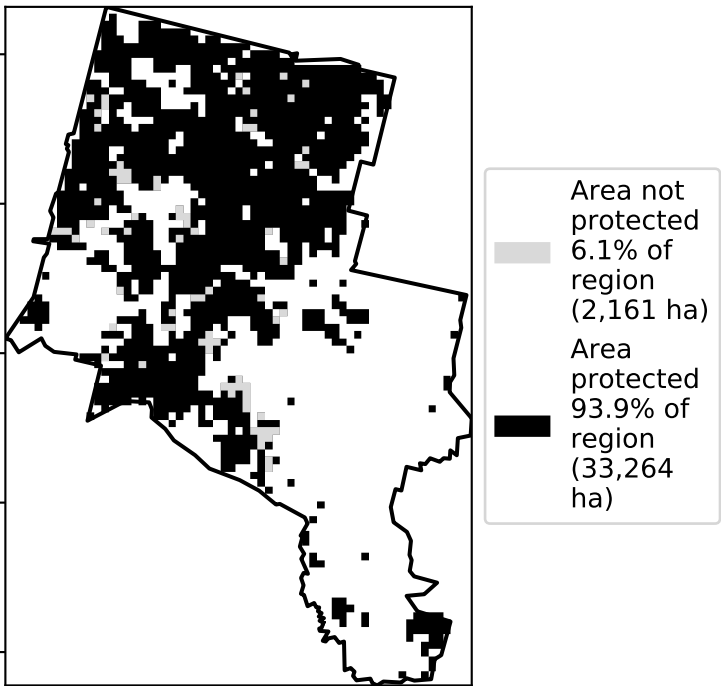 Area not
protected
6.1% of
region
(2,161 ha)
Area
protected
93.9% of
region
(33,264
ha)